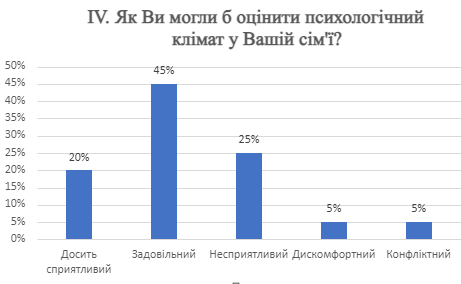 IV. Як Ви могли б оцінити психологічний
клімат у Вашій сім'ї?
50%
45%
40%
35%
30%
25%
20%
15%
10%
5%
0%
20%
45%
25%
5%
5%
Досить
сприятливий
Задовільний
Несприятливий
Дискомфортний
Конфліктний